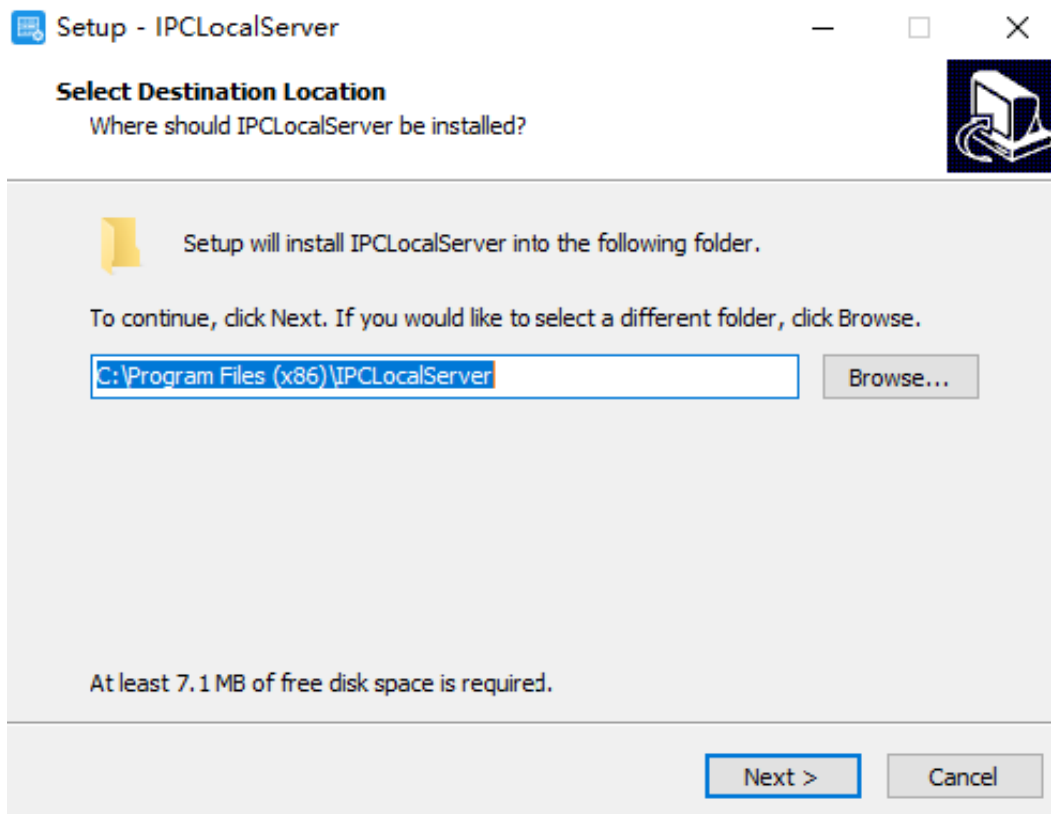 Setup - IPCLocalServer
Select Destination Location
Where should IPCLocalServer be installed?
Setup will install IPCLocalServer into the following folder.
To continue, click Next. If you would like to select a different folder, click Browse.
C:\Program Files (x86)\IPCLocalServer
Browse...
At least 7.1 MB of free disk space is required.
Next >
Cancel